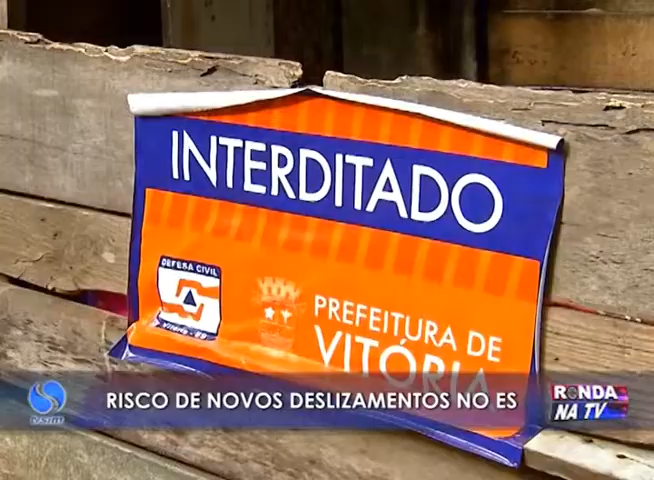 INTERDITADO
DEFESA CIVIL
PREFEITURA DE
VITÓRIA
RISCO DE NOVOS DESLIZAMENTOS NO ES
RONDA
NA TV